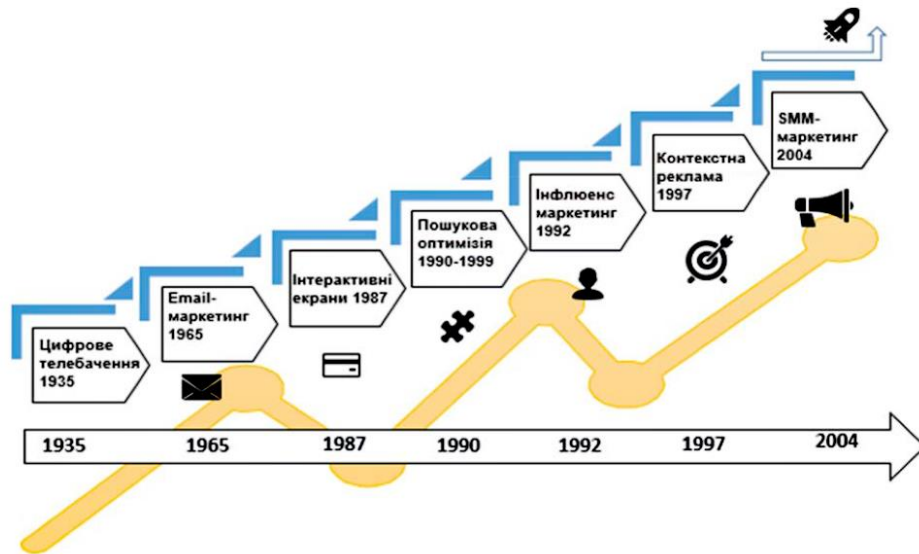 Цифрове
телебачення
1935
Email-
маркетинг
1965
Інтерактивні
екрани 1987
Пошукова
оптимізія
1990-1999
Інфлюенс
маркетинг
1992
Контекстна
реклама
1997
SMM-
маркетинг
2004
1935 1965 1987 1990 1992 1997 2004